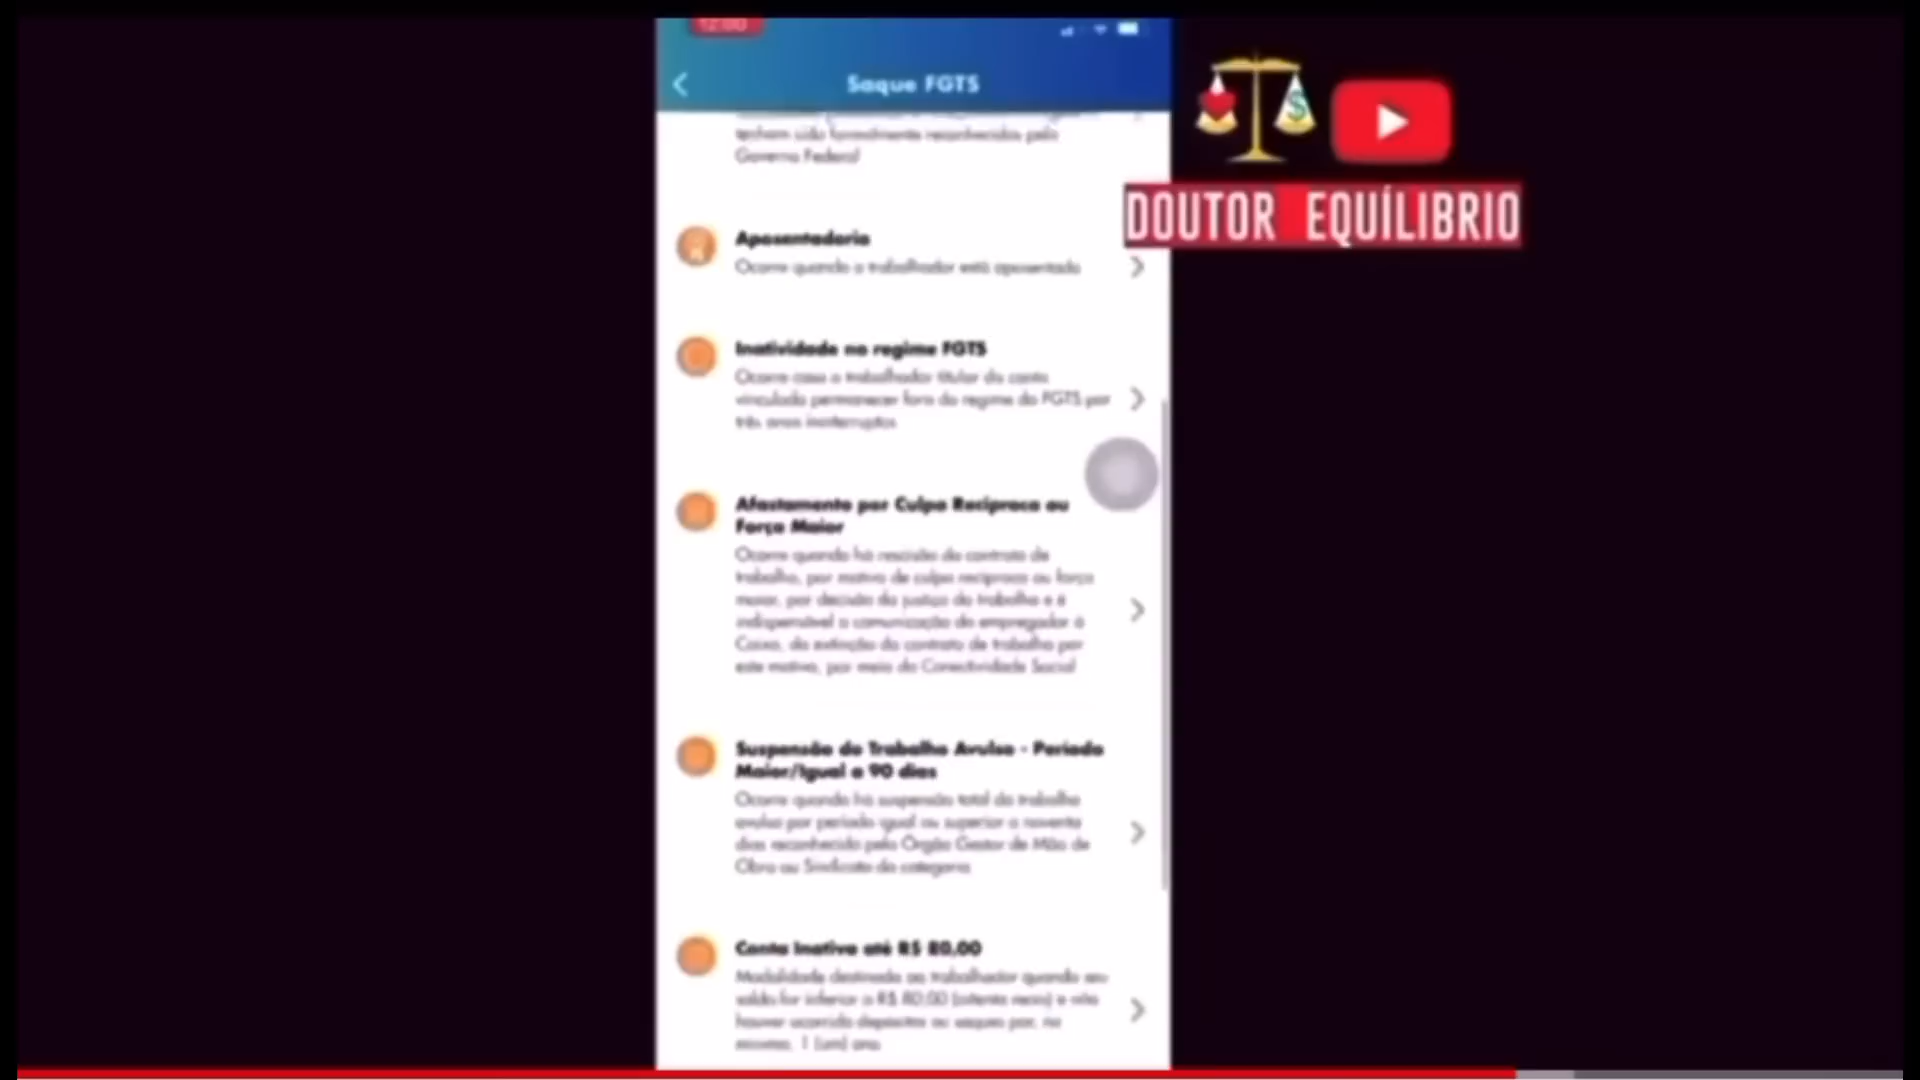 12:00
Saque FGTS
tenham sido formalmente reconhecidos pelo
Governo Federal
DOUTOR EQUÍLIBRIO
Aposentadoria
Ocorre quando o trabalhador está aposentado
Inatividade no regime FGTS
Ocorre caso o trabalhador titular da conta
vinculada permanecer fora do regime do FGTS por
três anos ininterruptos
Afastamento por Culpa Recíproca ou
Força Maior
Ocorre quando há rescisão do contrato de
trabalho, por motivo de culpa recíproca ou força
maior, por decisão da justiça do trabalho e é
indispensável a comunicação do empregador à
Caixa, da extinção do contrato de trabalho por
este motivo, por meio do Conectividade Social
Suspensão do Trabalho Avulso - Período
Maior/Igual a 90 dias
Ocorre quando há suspensão total do trabalho
avulso por período igual ou superior a noventa
dias reconhecida pelo Órgão Gestor de Mão de
Obra ou Sindicato da categoria
Conta Inativa até R$ 80,00
Modalidade destinada ao trabalhador quando seu
saldo for inferior a R$ 80,00 (oitenta reais) e não
houver ocorrido depósitos ou saques por, no
mínimo, 1 (um) ano